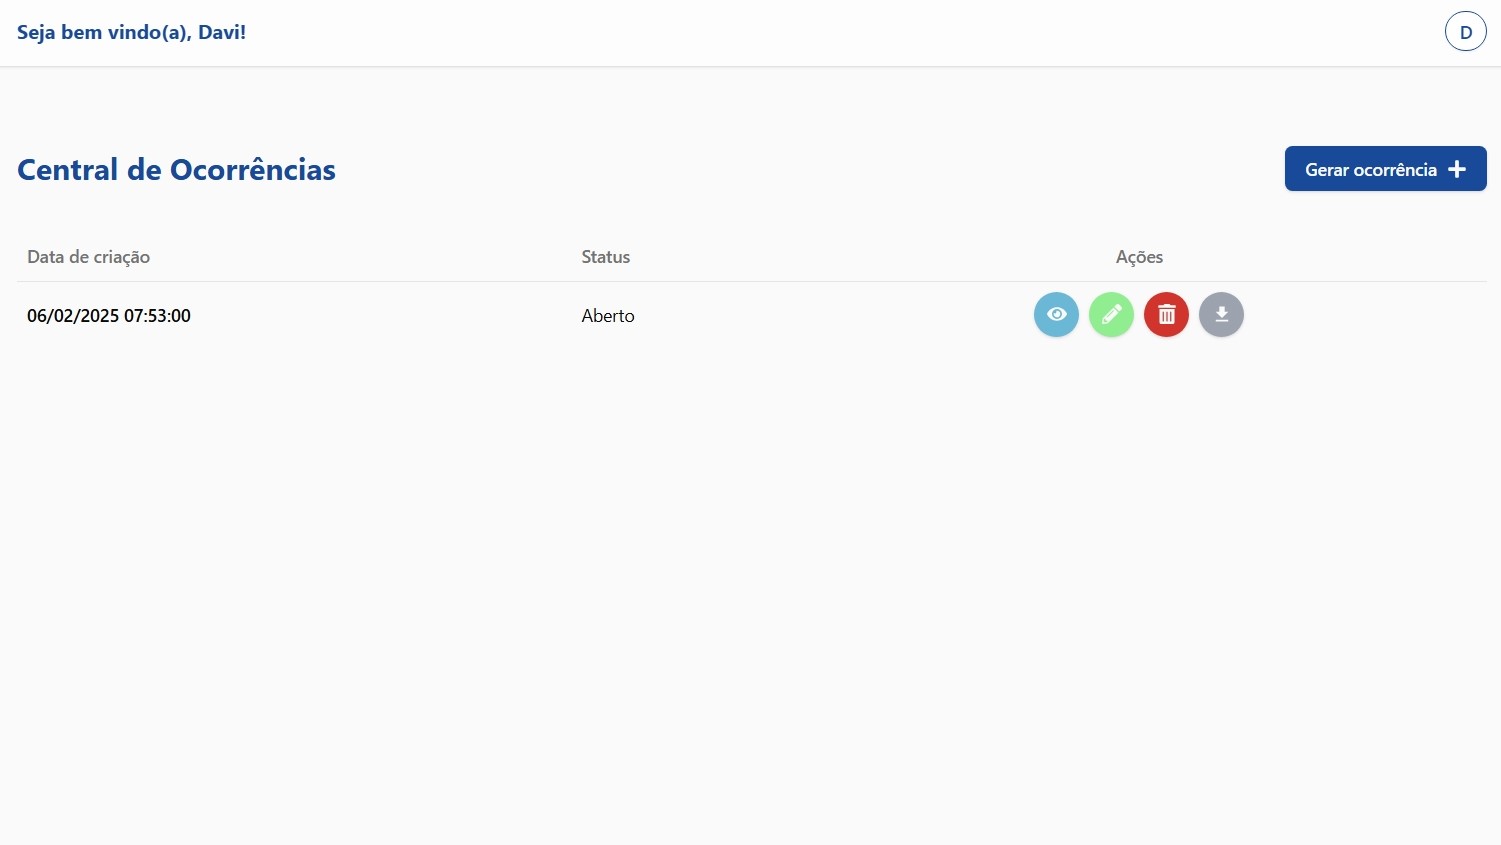 Seja bem vindo(a), Davi!
D
Central de Ocorrências
Gerar ocorrência
Data de criação Status Ações
06/02/2025 07:53:00 Aberto